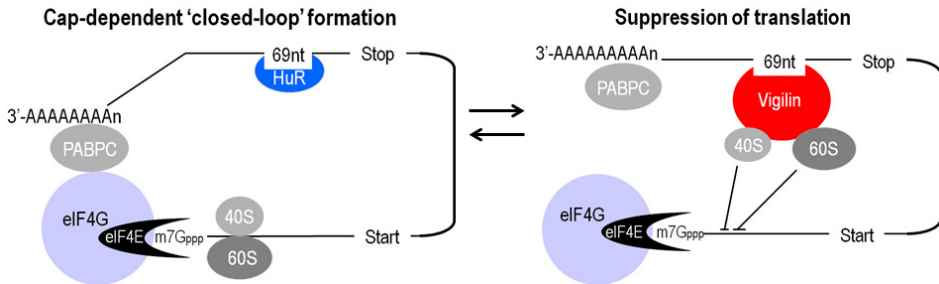 Cap-dependent ‘closed-loop’ formation
69nt
Stop
HuR
3’-AAAAAAAAn
PABPC
eIF4G
eIF4E
m7Gppp
40S
60S
Start
Suppression of translation
3’-AAAAAAAAAn
69nt
Stop
PABPC
Vigilin
40S
60S
eIF4G
eIF4E
m7Gppp
Start